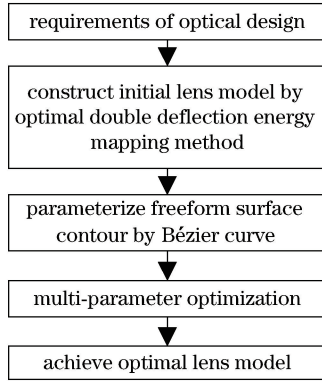 requirements of optical design
construct initial lens model by
optimal double deflection energy
mapping method
parameterize freeform surface
contour by Bézier curve
multi-parameter optimization
achieve optimal lens model